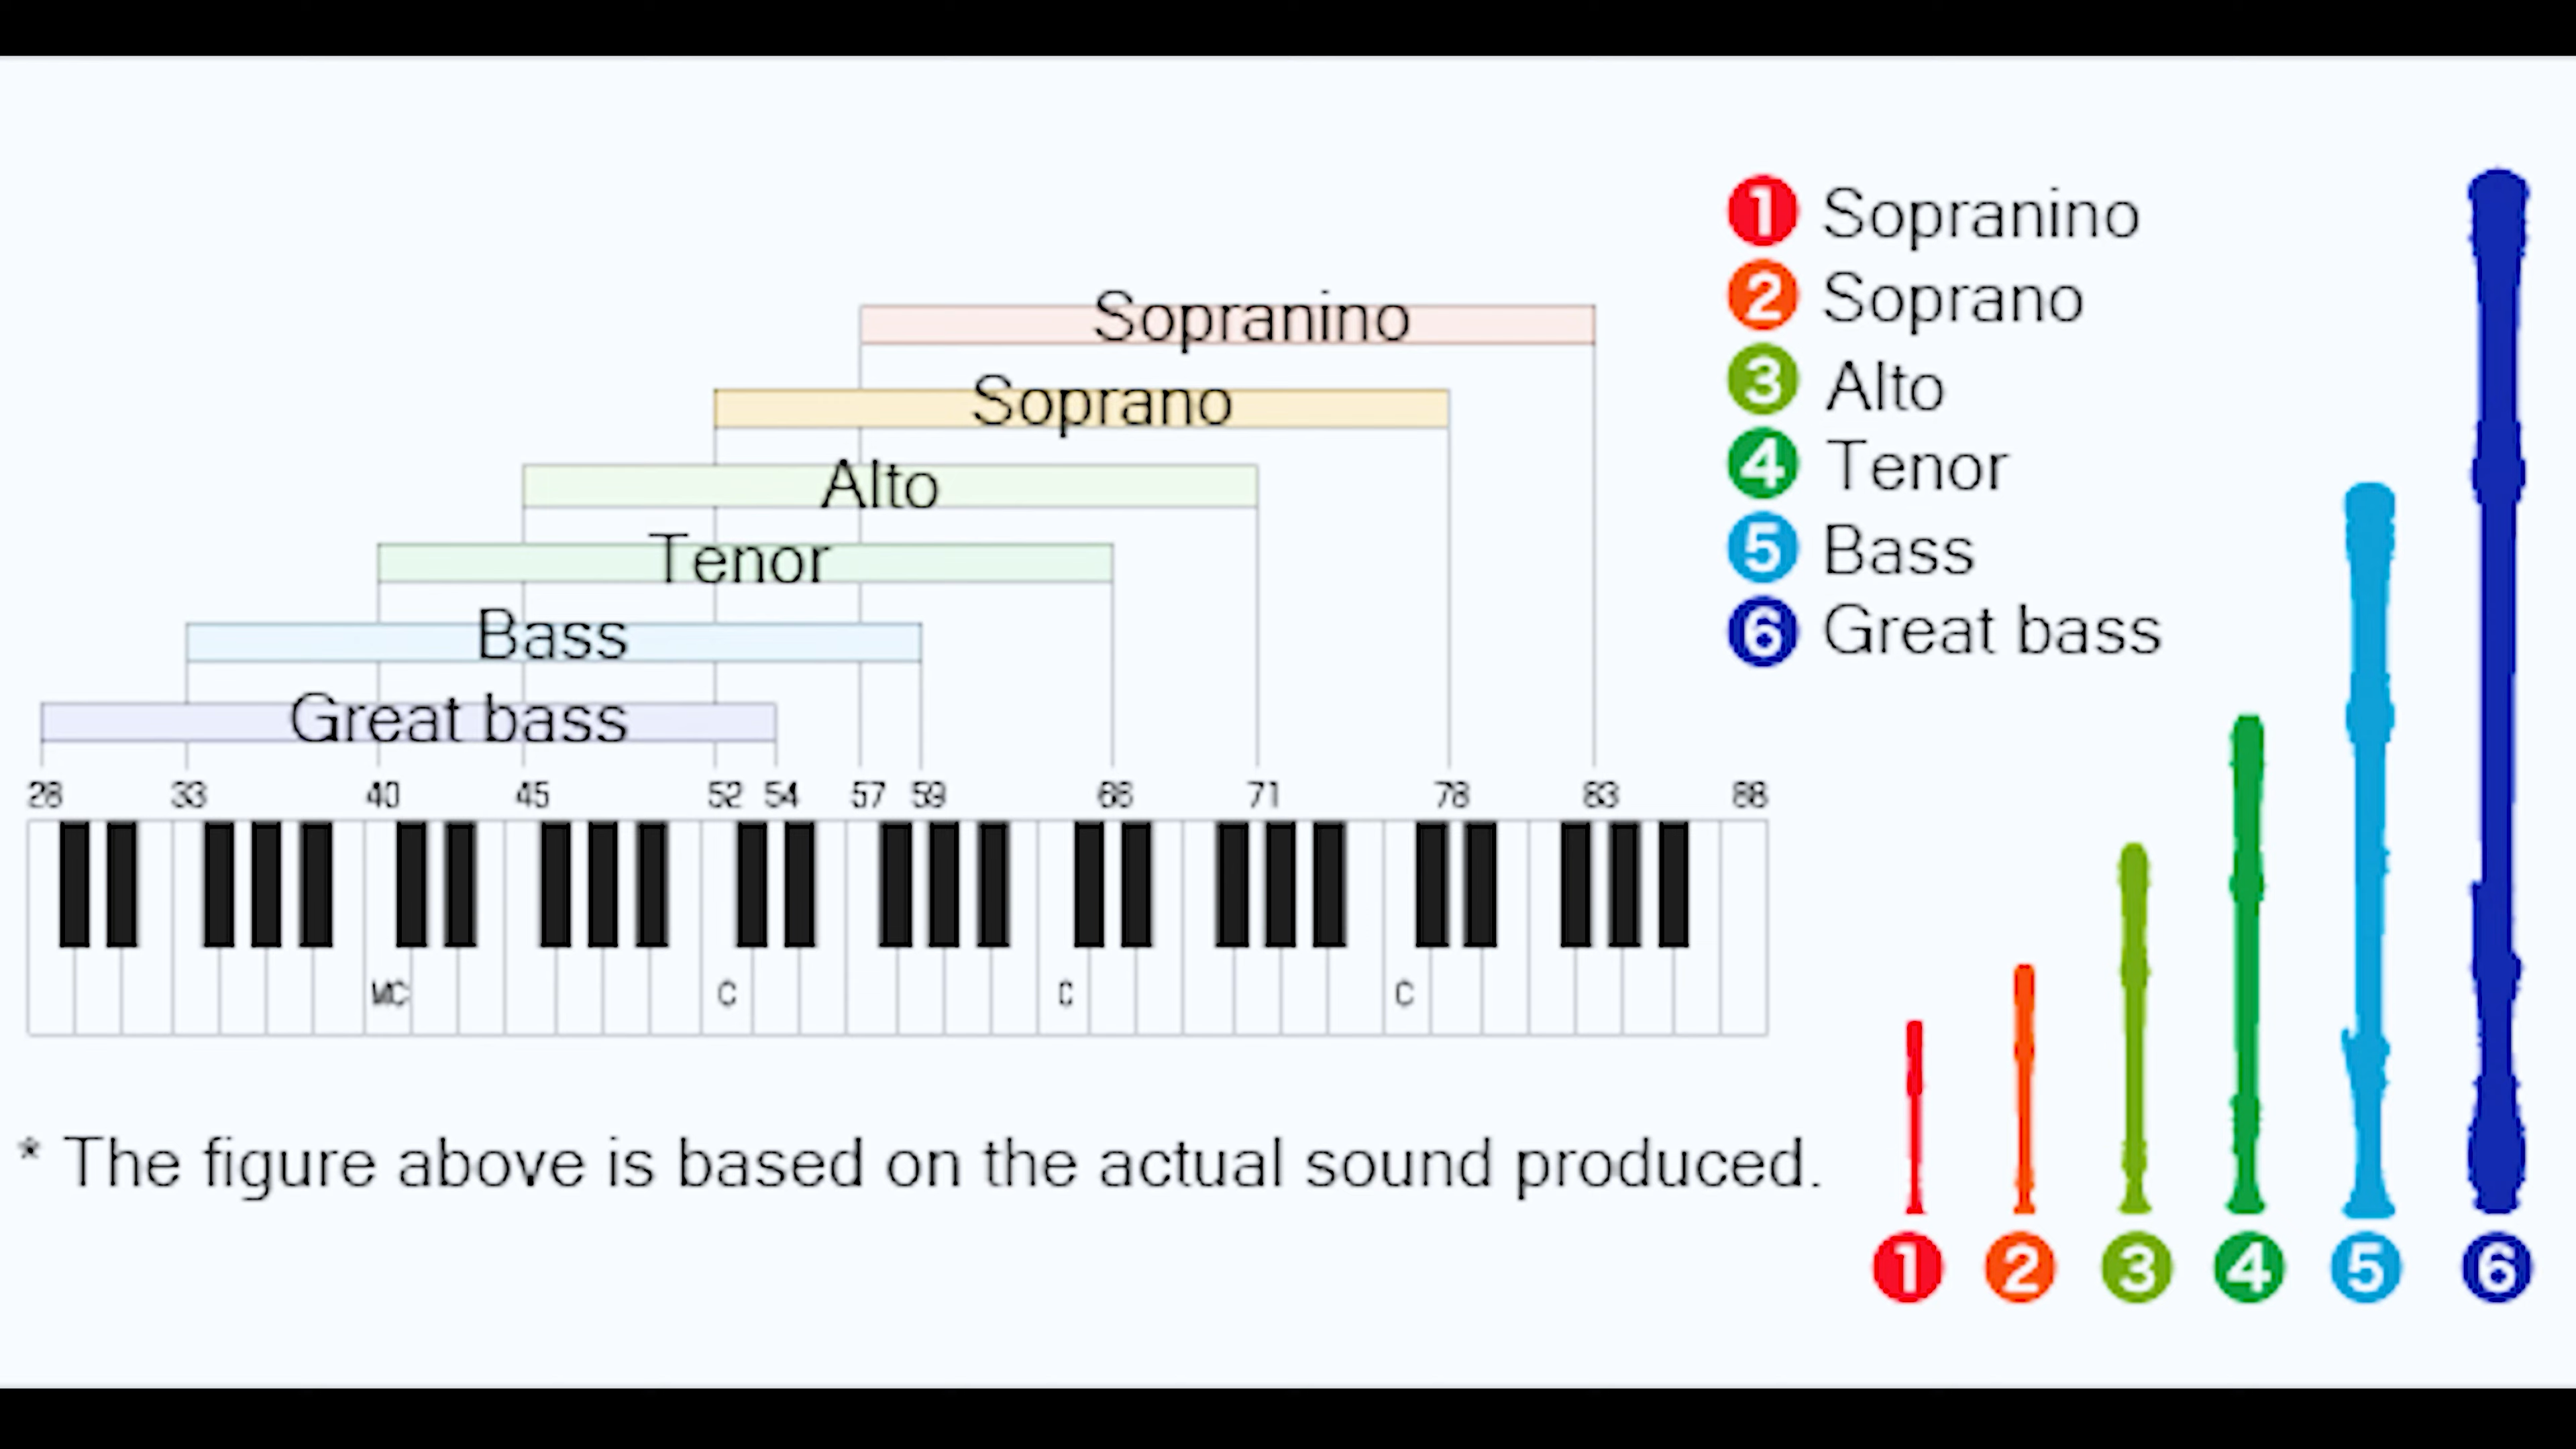 Sopranino
Soprano
Alto
Tenor
Bass
Great bass
28 33 40 45 52 54 57 59 66 71 78 83 88
MC C C C
* The figure above is based on the actual sound produced.
1 Sopranino
2 Soprano
3 Alto
4 Tenor
5 Bass
6 Great bass
1 2 3 4 5 6